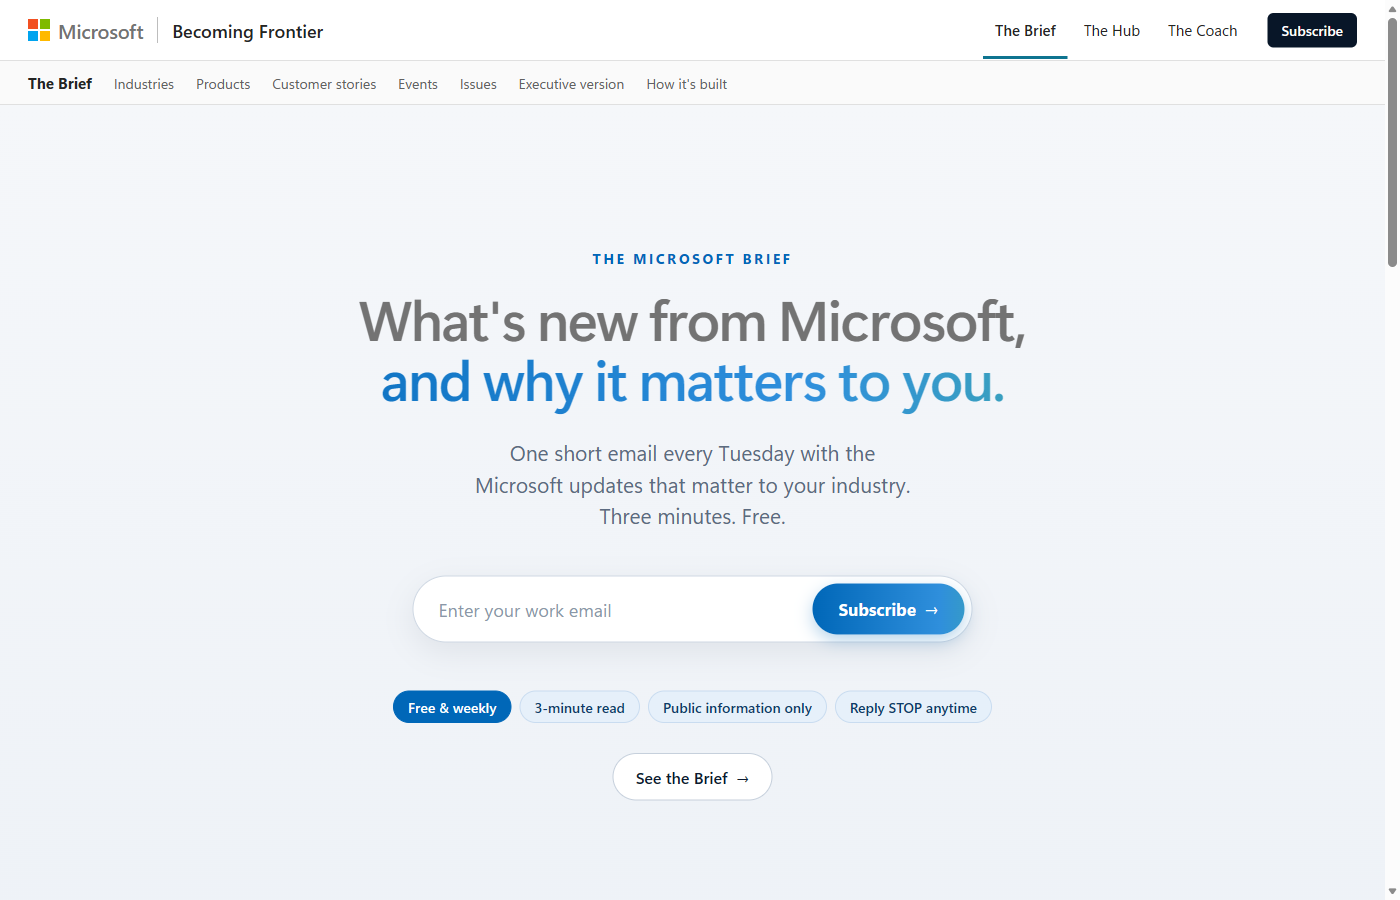 Microsoft
Becoming Frontier
The Brief
The Hub
The Coach
Subscribe
The Brief
Industries
Products
Customer stories
Events
Issues
Executive version
How it's built
THE MICROSOFT BRIEF
What's new from Microsoft,
and why it matters to you.
One short email every Tuesday with the
Microsoft updates that matter to your industry.
Three minutes. Free.
Enter your work email
Subscribe →
Free & weekly
3-minute read
Public information only
Reply STOP anytime
See the Brief →